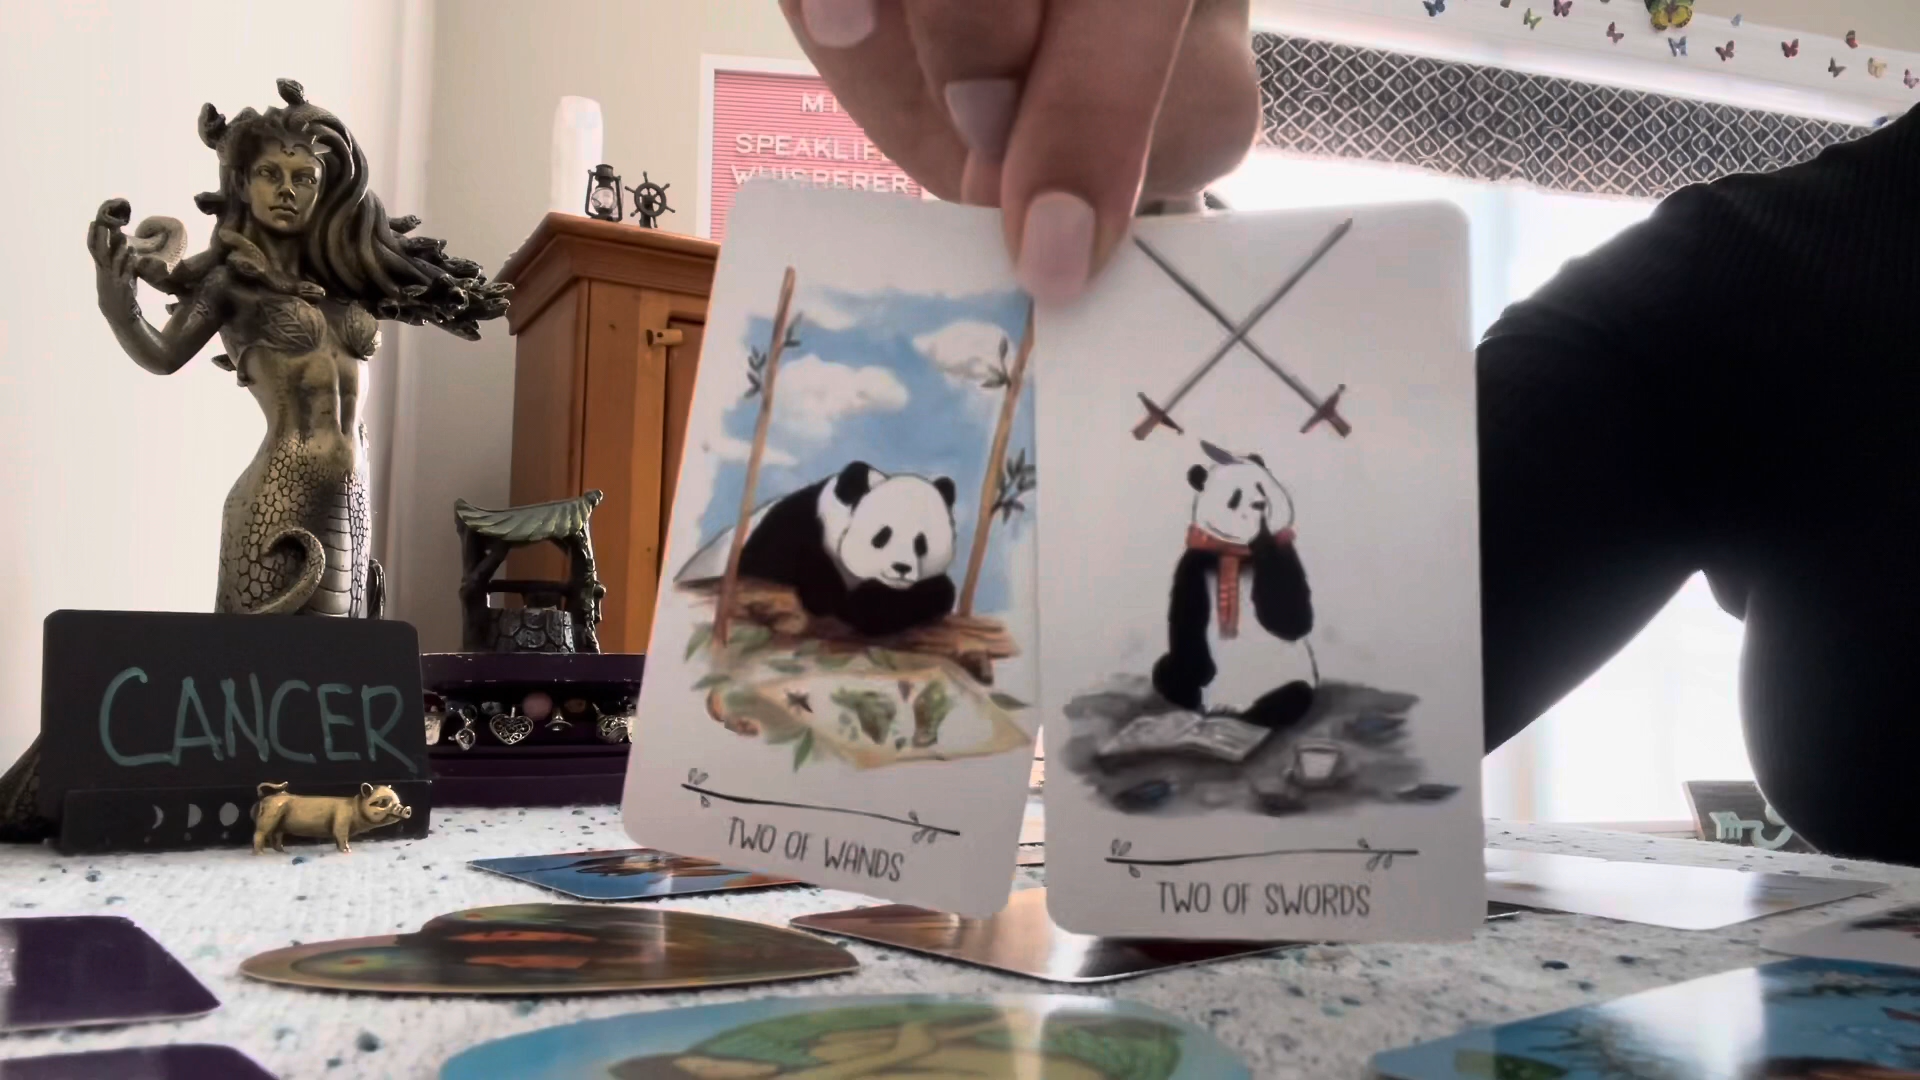 SPEAKLIF
WHISPERER
CANCER
TWO OF WANDS
TWO OF SWORDS